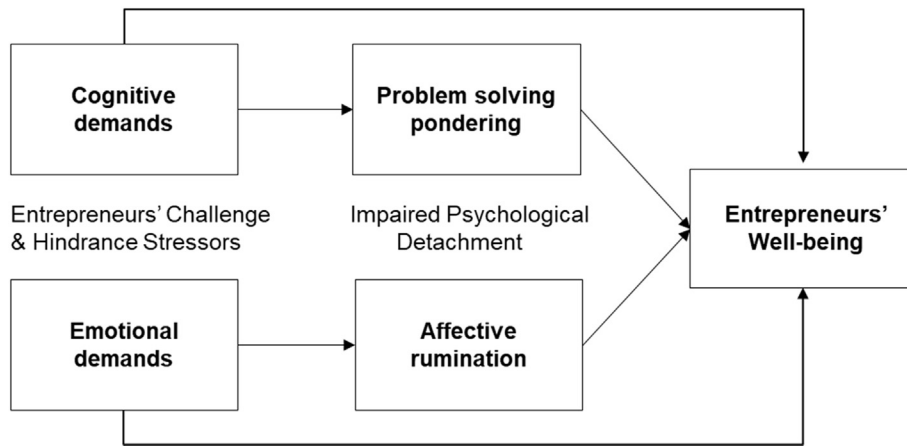 Cognitive
demands
Problem solving
pondering
Entrepreneurs’ Challenge
& Hindrance Stressors
Impaired Psychological
Detachment
Entrepreneurs’
Well-being
Emotional
demands
Affective
rumination